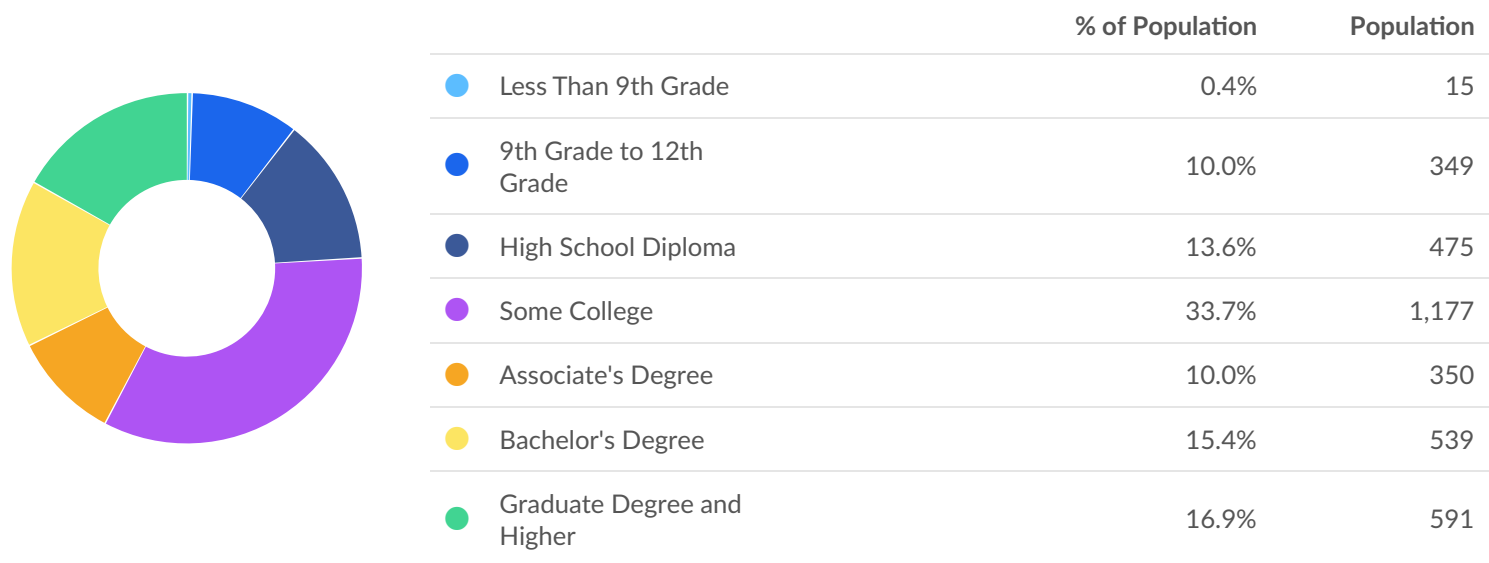 % of Population Population
Less Than 9th Grade 0.4% 15
9th Grade to 12th
Grade 10.0% 349
High School Diploma 13.6% 475
Some College 33.7% 1,177
Associate's Degree 10.0% 350
Bachelor's Degree 15.4% 539
Graduate Degree and
Higher 16.9% 591